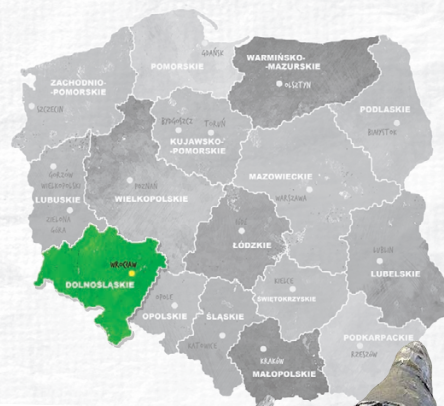 POMORSKIE
GDAŃSK
WARMIŃSKO-
-MAZURSKIE
OLSZTYN
ZACHODNIO-
-POMORSKIE
SZCZECIN
PODLASKIE
BIAŁYSTOK
BYDGOSZCZ
TORUŃ
KUJAWSKO-
-POMORSKIE
GORZÓW
WIELKOPOLSKI
LUBUSKIE
ZIELONA
GÓRA
POZNAŃ
WIELKOPOLSKIE
MAZOWIECKIE
WARSZAWA
ŁÓDZKIE
LUBLIN
LUBELSKIE
WROCŁAW
DOLNOŚLĄSKIE
OPOLE
OPOLSKIE
ŚLĄSKIE
KATOWICE
KIELCE
ŚWIĘTOKRZYSKIE
KRAKÓW
MAŁOPOLSKIE
PODKARPACKIE
RZESZÓW